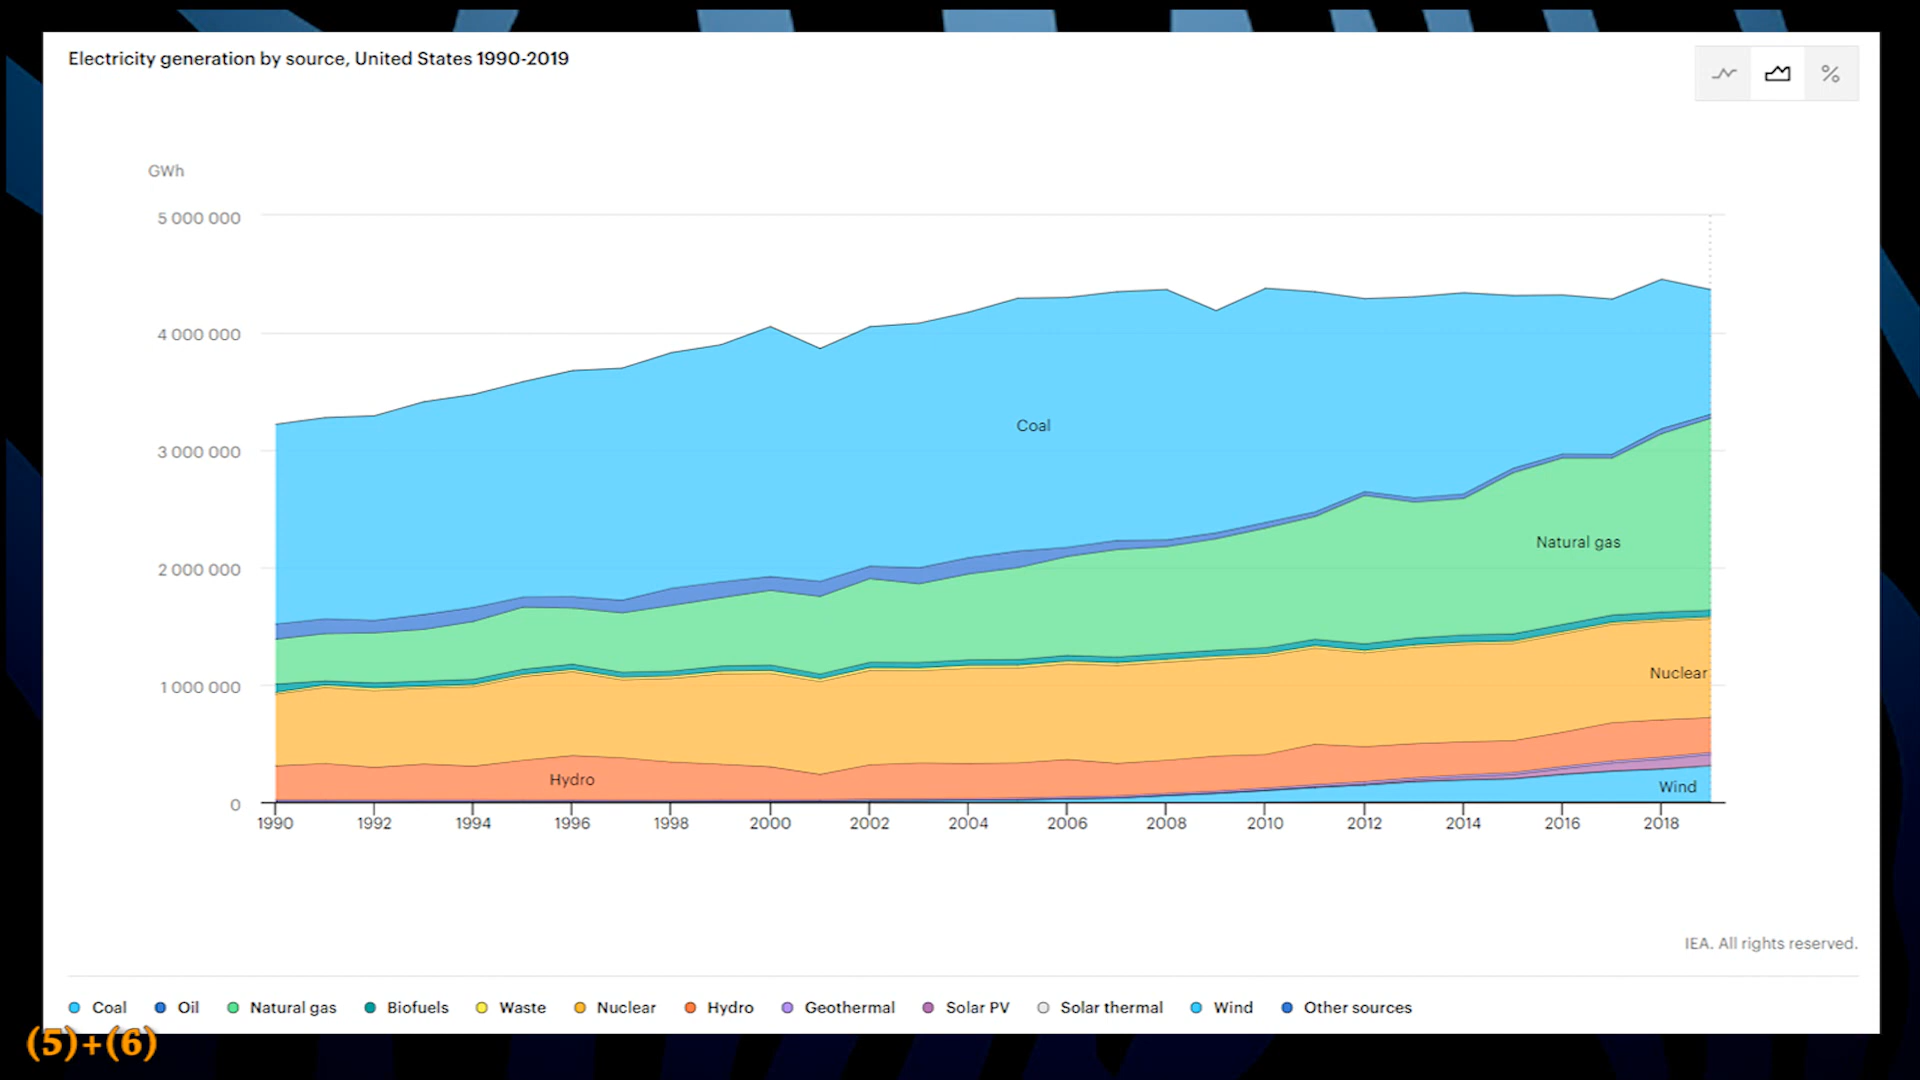 Electricity generation by source, United States 1990-2019
%
GWh
5 000 000
4 000 000
3 000 000
2 000 000
1 000 000
0
Coal
Natural gas
Nuclear
Hydro
Wind
1990 1992 1994 1996 1998 2000 2002 2004 2006 2008 2010 2012 2014 2016 2018
IEA. All rights reserved.
Coal Oil Natural gas Biofuels Waste Nuclear Hydro Geothermal Solar PV Solar thermal Wind Other sources
(5)+(6)